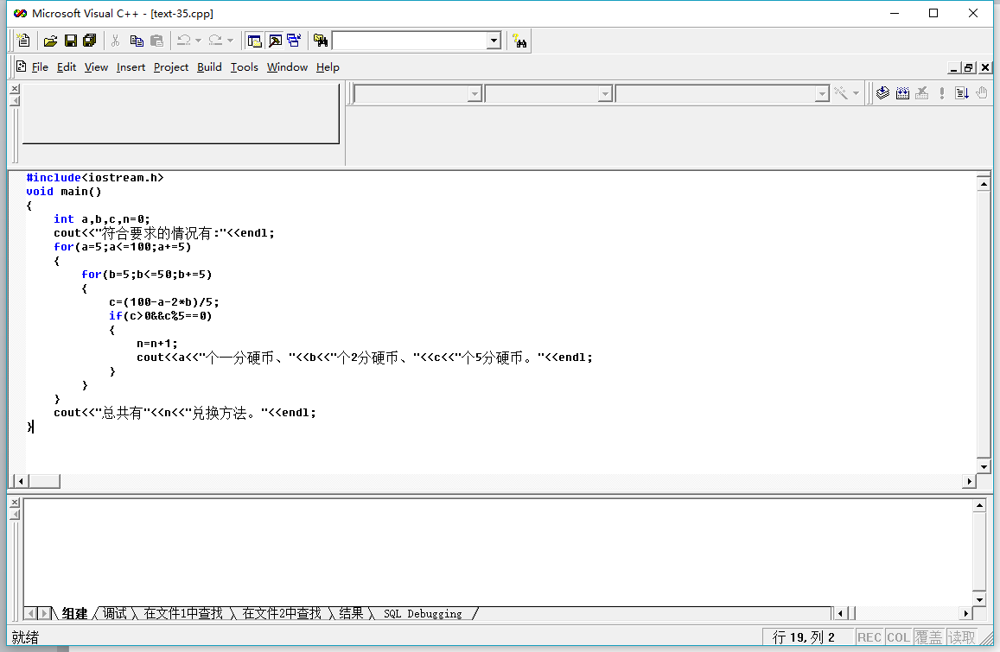 Microsoft Visual C++ - [text-35.cpp]
File Edit View Insert Project Build Tools Window Help
#include<iostream.h>
void main()
{
    int a,b,c,n=0;
    cout<<"符合要求的情况有:"<<endl;
    for(a=5;a<=100;a+=5)
    {
        for(b=5;b<=50;b+=5)
        {
            c=(100-a-2*b)/5;
            if(c>0&&c%5==0)
            {
                n=n+1;
                cout<<a<<"个一分硬币、"<<b<<"个2分硬币、"<<c<<"个5分硬币。"<<endl;
            }
        }
    }
    cout<<"总共有"<<n<<"兑换方法。"<<endl;
}
组建 调试 在文件1中查找 在文件2中查找 结果 SQL Debugging
就绪 行 19, 列 2 REC COL 覆盖 读取